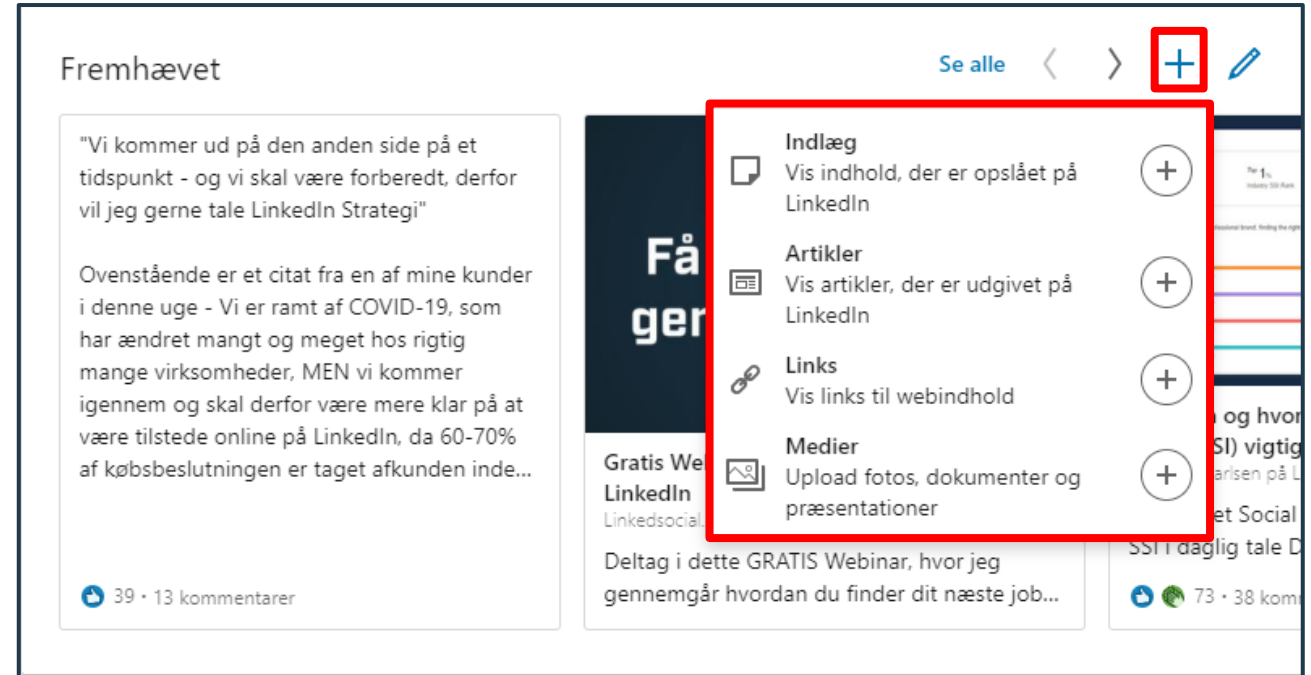 Fremhævet
Se alle
"Vi kommer ud på den anden side på et
tidspunkt - og vi skal være forberedt, derfor
vil jeg gerne tale LinkedIn Strategi"
Ovenstående er et citat fra en af mine kunder
i denne uge - Vi er ramt af COVID-19, som
har ændret mangt og meget hos rigtig
mange virksomheder, MEN vi kommer
igennem og skal derfor være mere klar på at
være tilstede online på LinkedIn, da 60-70%
af købsbeslutningen er taget afkunden inde...
39 • 13 kommentarer
Få
ger
Gratis We
LinkedIn
Linkedsocial.
Deltag i dette GRATIS Webinar, hvor jeg
gennemgår hvordan du finder dit næste job...
Indlæg
Vis indhold, der er opslået på
LinkedIn
Artikler
Vis artikler, der er udgivet på
LinkedIn
Links
Vis links til webindhold
Medier
Upload fotos, dokumenter og
præsentationer
Top 1%
Industry SSI Rank
og hvor
SI) vigtig
arlsen på L
et Social
SSI i daglig tale D
73 • 38 komm